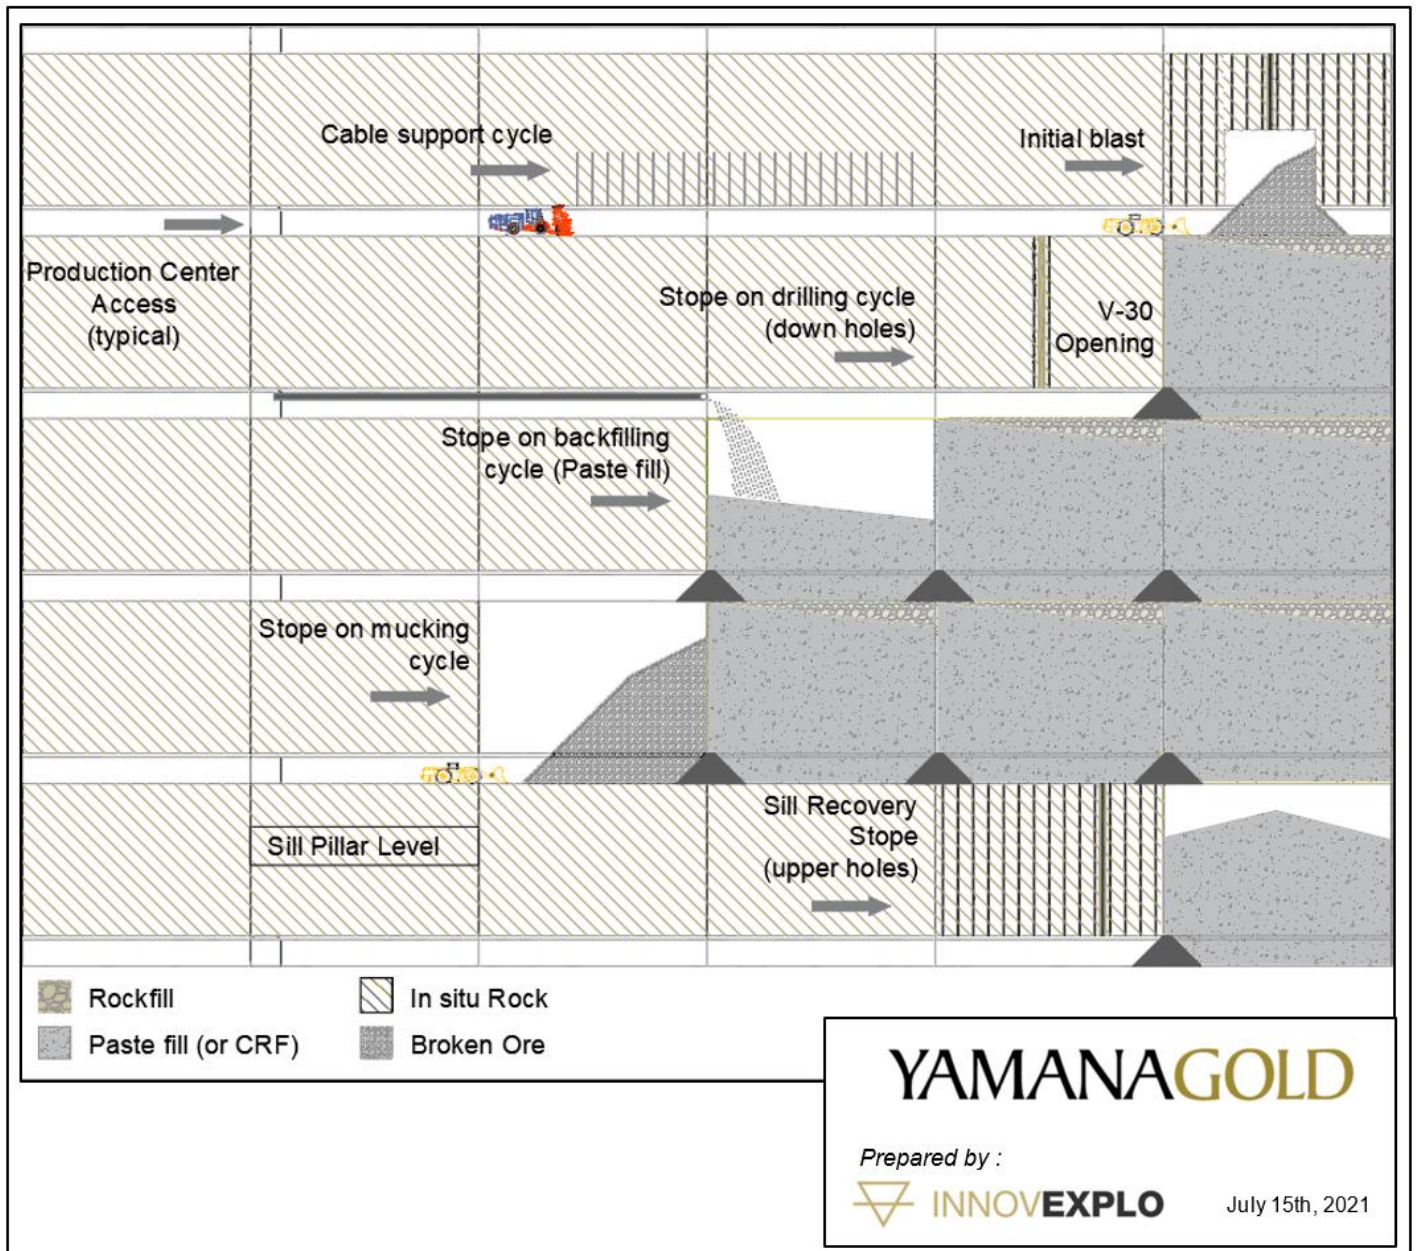 Cable support cycle
Initial blast
Production Center
Access
(typical)
Stope on drilling cycle
(down holes)
V-30
Opening
Stope on backfilling
cycle (Paste fill)
Stope on mucking
cycle
Sill Recovery
Stope
(upper holes)
Sill Pillar Level
Rockfill
In situ Rock
Paste fill (or CRF)
Broken Ore
YAMANAGOLD
Prepared by :
INNOVEXPLO
July 15th, 2021